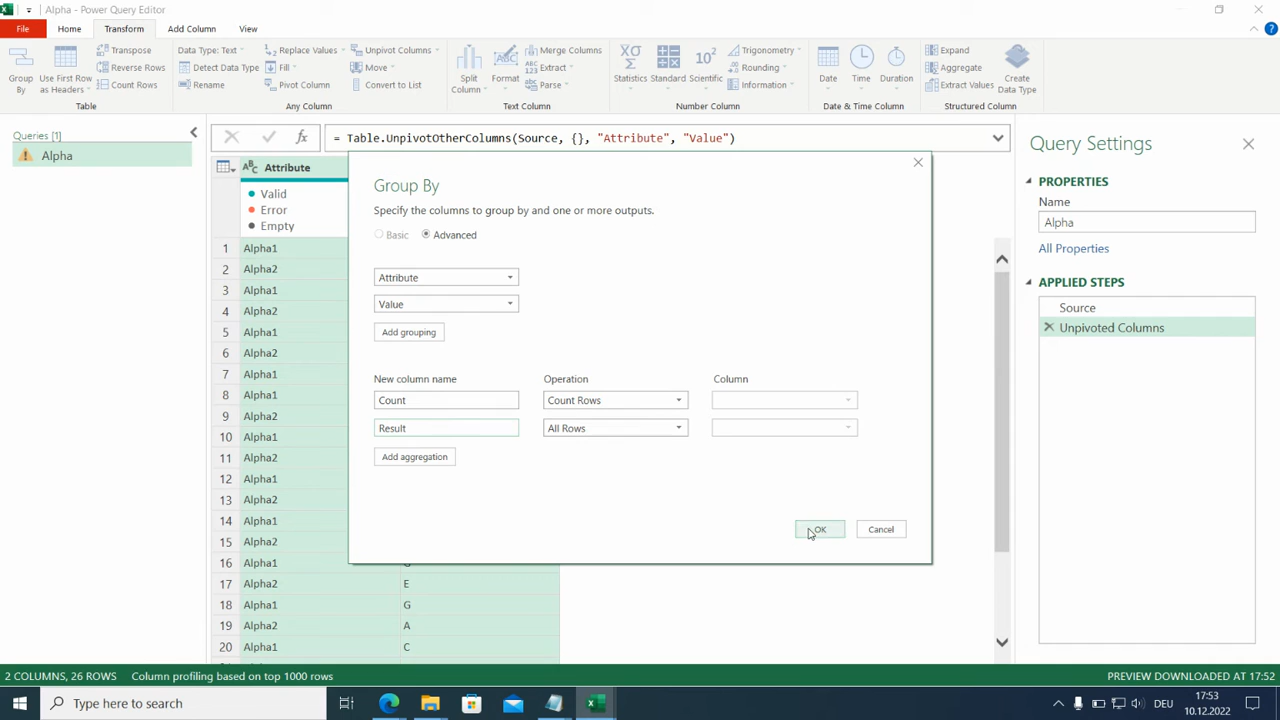 Alpha - Power Query Editor
File Home Transform Add Column View
Group By
Use First Row as Headers
Transpose
Reverse Rows
Count Rows
Table
Data Type: Text
Detect Data Type
Rename
Replace Values
Fill
Pivot Column
Unpivot Columns
Move
Convert to List
Any Column
Split Column
Format
Merge Columns
Extract
Parse
Text Column
Statistics
Standard
Scientific
Trigonometry
Rounding
Information
Number Column
Date
Time
Duration
Date & Time Column
Expand
Aggregate
Extract Values
Create Data Type
Structured Column
Queries [1]
Alpha
= Table.UnpivotOtherColumns(Source, {}, "Attribute", "Value")
Attribute
Valid
Error
Empty
1 Alpha1
2 Alpha2
3 Alpha1
4 Alpha2
5 Alpha1
6 Alpha2
7 Alpha1
8 Alpha1
9 Alpha2
10 Alpha1
11 Alpha2
12 Alpha1
13 Alpha2
14 Alpha1
15 Alpha2
16 Alpha1
17 Alpha2 E
18 Alpha1 G
19 Alpha2 A
20 Alpha1 C
Group By
Specify the columns to group by and one or more outputs.
Basic Advanced
Attribute
Value
Add grouping
New column name Operation Column
Count Count Rows
Result All Rows
Add aggregation
OK Cancel
Query Settings
PROPERTIES
Name
Alpha
All Properties
APPLIED STEPS
Source
Unpivoted Columns
2 COLUMNS, 26 ROWS Column profiling based on top 1000 rows PREVIEW DOWNLOADED AT 17:52
Type here to search
DEU
17:53
10.12.2022